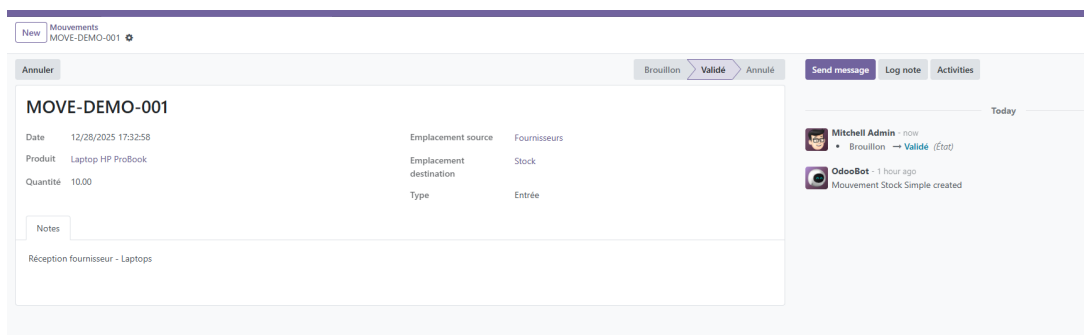 New
Mouvements
MOVE-DEMO-001
Annuler
Brouillon Validé Annulé
Send message Log note Activities
MOVE-DEMO-001
Date 12/28/2025 17:32:58
Produit Laptop HP ProBook
Quantité 10.00
Emplacement source Fournisseurs
Emplacement destination Stock
Type Entrée
Notes
Réception fournisseur - Laptops
Today
Mitchell Admin - now
• Brouillon → Validé (État)
OdooBot - 1 hour ago
Mouvement Stock Simple created